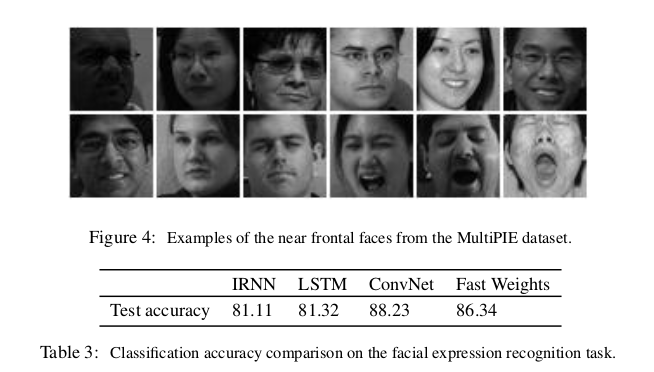 Figure 4: Examples of the near frontal faces from the MultiPIE dataset.
IRNN LSTM ConvNet Fast Weights
Test accuracy 81.11 81.32 88.23 86.34
Table 3: Classification accuracy comparison on the facial expression recognition task.